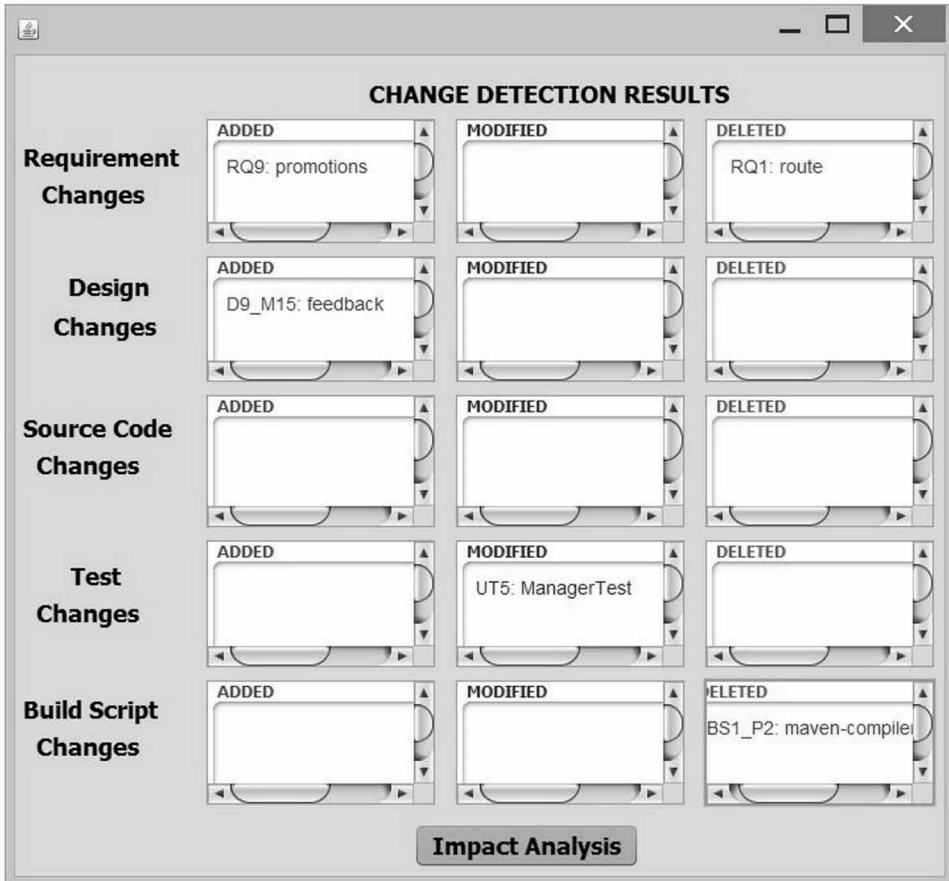 CHANGE DETECTION RESULTS
Requirement
Changes
ADDED
RQ9: promotions
MODIFIED
DELETED
RQ1: route
Design
Changes
ADDED
D9_M15: feedback
MODIFIED
DELETED
Source Code
Changes
ADDED
MODIFIED
DELETED
Test
Changes
ADDED
MODIFIED
UT5: ManagerTest
DELETED
Build Script
Changes
ADDED
MODIFIED
ELETED
BS1_P2: maven-compiler
Impact Analysis